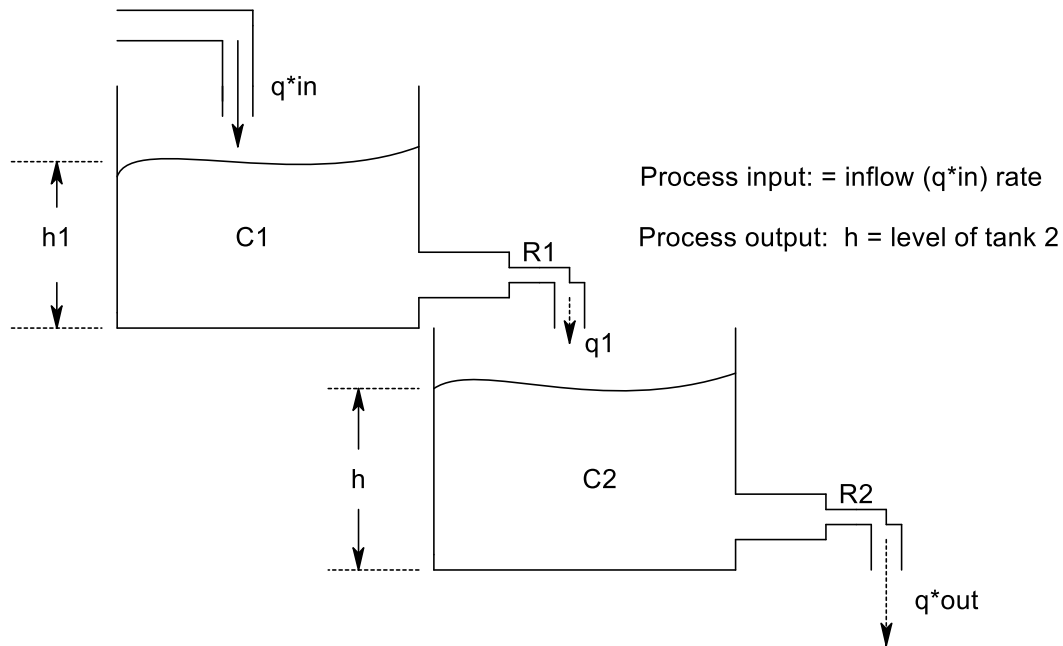 q*in
Process input: = inflow (q*in) rate
h1
C1
Process output:  h = level of tank 2
R1
q1
h
C2
R2
q*out